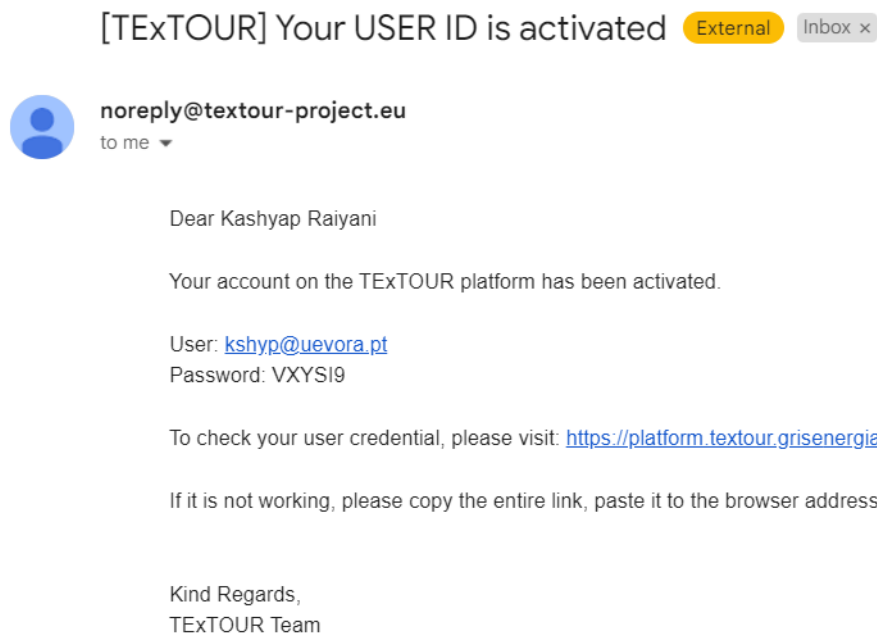 [TExTOUR] Your USER ID is activated External Inbox ×
noreply@textour-project.eu
to me
Dear Kashyap Raiyani
Your account on the TExTOUR platform has been activated.
User: kshyp@uevora.pt
Password: VXYSI9
To check your user credential, please visit: https://platform.textour.grisenergia
If it is not working, please copy the entire link, paste it to the browser address
Kind Regards,
TExTOUR Team